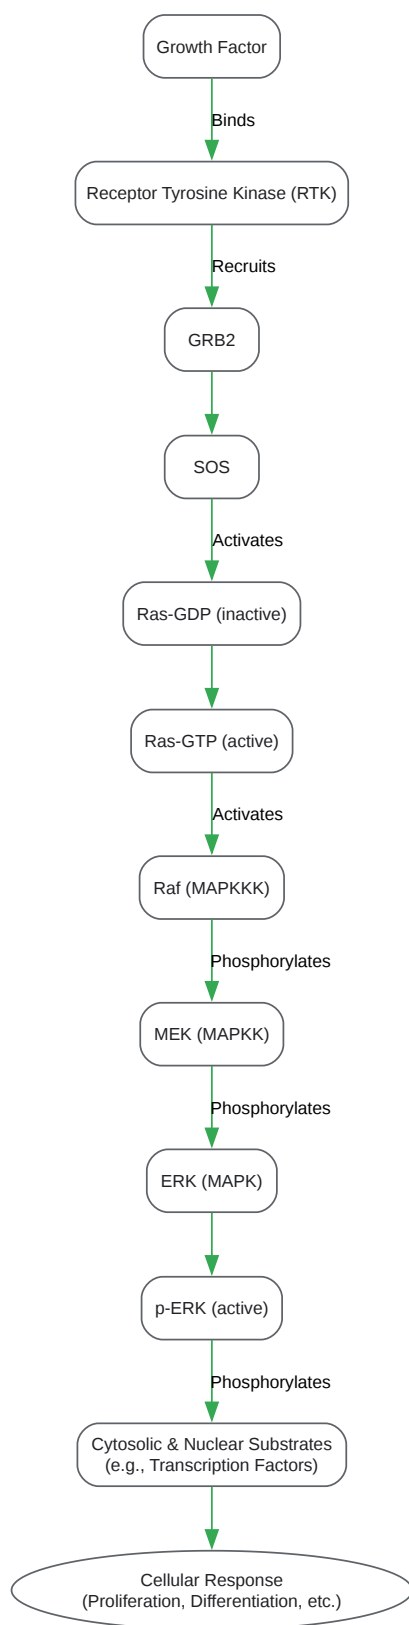 Growth Factor
Binds
Receptor Tyrosine Kinase (RTK)
Recruits
GRB2
SOS
Activates
Ras-GDP (inactive)
Ras-GTP (active)
Activates
Raf (MAPKKK)
Phosphorylates
MEK (MAPKK)
Phosphorylates
ERK (MAPK)
p-ERK (active)
Phosphorylates
Cytosolic & Nuclear Substrates
(e.g., Transcription Factors)
Cellular Response
(Proliferation, Differentiation, etc.)